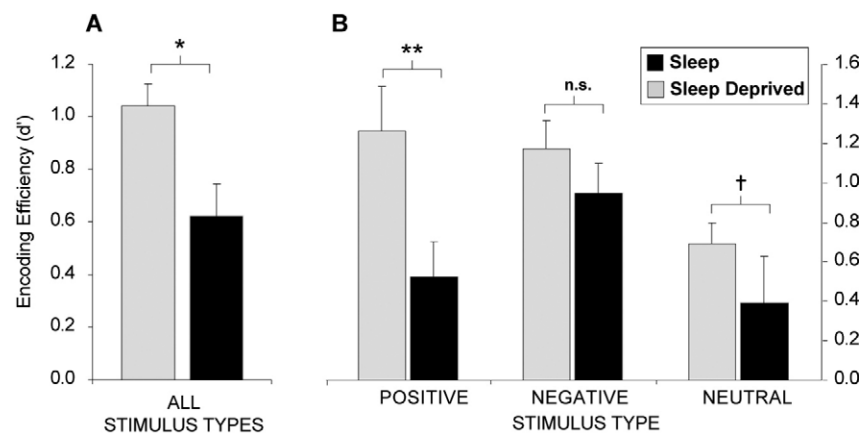 A
B
*
**
n.s.
†
Sleep
Sleep Deprived
Encoding Efficiency (d')
1.2
1.0
0.8
0.6
0.4
0.2
0.0
1.6
1.4
1.2
1.0
0.8
0.6
0.4
0.2
0.0
ALL
STIMULUS TYPES
POSITIVE NEGATIVE NEUTRAL
STIMULUS TYPE